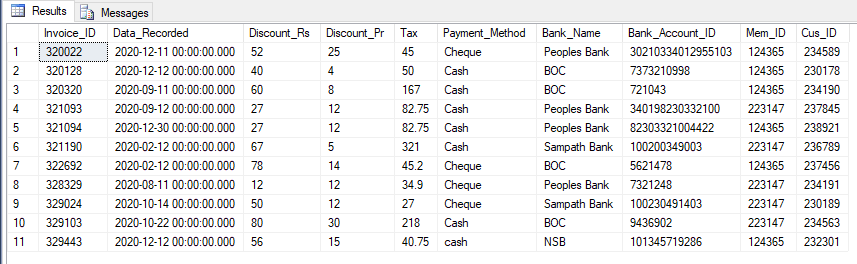 Results Messages
Invoice_ID Data_Recorded Discount_Rs Discount_Pr Tax Payment_Method Bank_Name Bank_Account_ID Mem_ID Cus_ID
1 320022 2020-12-11 00:00:00.000 52 25 45 Cheque Peoples Bank 30210334012955103 124365 234589
2 320128 2020-12-12 00:00:00.000 40 4 50 Cash BOC 7373210998 124365 230178
3 320320 2020-09-11 00:00:00.000 60 8 167 Cash BOC 721043 124365 234190
4 321093 2020-09-12 00:00:00.000 27 12 82.75 Cash Peoples Bank 340198230332100 223147 237845
5 321094 2020-12-30 00:00:00.000 27 12 82.75 Cash Peoples Bank 82303321004422 124365 238921
6 321190 2020-02-12 00:00:00.000 67 5 321 Cash Sampath Bank 100200349003 223147 236789
7 322692 2020-02-12 00:00:00.000 78 14 45.2 Cheque BOC 5621478 124365 237456
8 328329 2020-08-11 00:00:00.000 12 12 34.9 Cheque Peoples Bank 7321248 223147 234191
9 329024 2020-10-14 00:00:00.000 50 12 27 Cheque Sampath Bank 100230491403 223147 230189
10 329103 2020-10-22 00:00:00.000 80 30 218 Cash BOC 9436902 223147 234563
11 329443 2020-12-12 00:00:00.000 56 15 40.75 cash NSB 101345719286 124365 232301